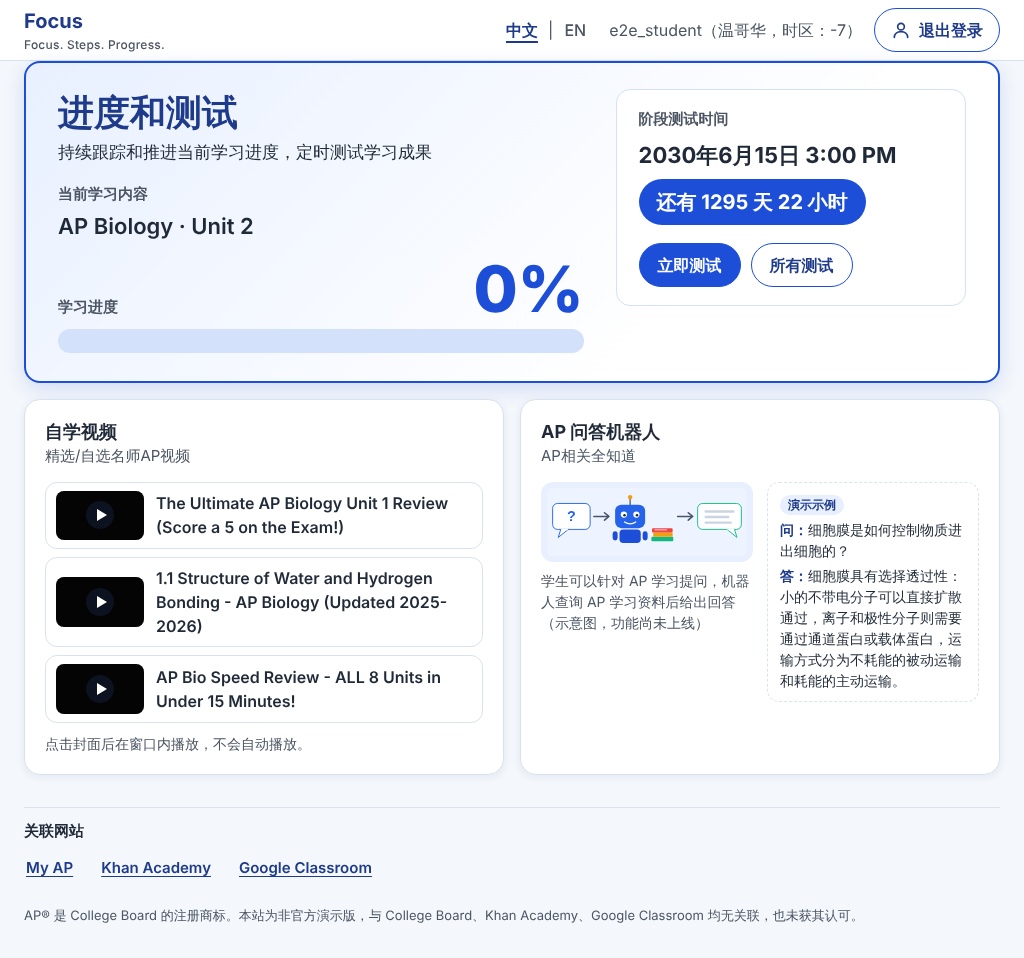 Focus
Focus. Steps. Progress.
中文 | EN e2e_student（温哥华，时区：-7） 退出登录
进度和测试
持续跟踪和推进当前学习进度，定时测试学习成果
当前学习内容
AP Biology · Unit 2
学习进度
0%
阶段测试时间
2030年6月15日 3:00 PM
还有 1295 天 22 小时
立即测试 所有测试
自学视频
精选/自选名师AP视频
The Ultimate AP Biology Unit 1 Review
(Score a 5 on the Exam!)
1.1 Structure of Water and Hydrogen
Bonding - AP Biology (Updated 2025-
2026)
AP Bio Speed Review - ALL 8 Units in
Under 15 Minutes!
点击封面后在窗口内播放，不会自动播放。
AP 问答机器人
AP相关全知道
?
学生可以针对 AP 学习提问，机器
人查询 AP 学习资料后给出回答
（示意图，功能尚未上线）
演示示例
问：细胞膜是如何控制物质进
出细胞的？
答：细胞膜具有选择透过性：
小的不带电分子可以直接扩散
通过，离子和极性分子则需要
通过通道蛋白或载体蛋白，运
输方式分为不耗能的被动运输
和耗能的主动运输。
关联网站
My AP Khan Academy Google Classroom
AP® 是 College Board 的注册商标。本站为非官方演示版，与 College Board、Khan Academy、Google Classroom 均无关联，也未获其认可。